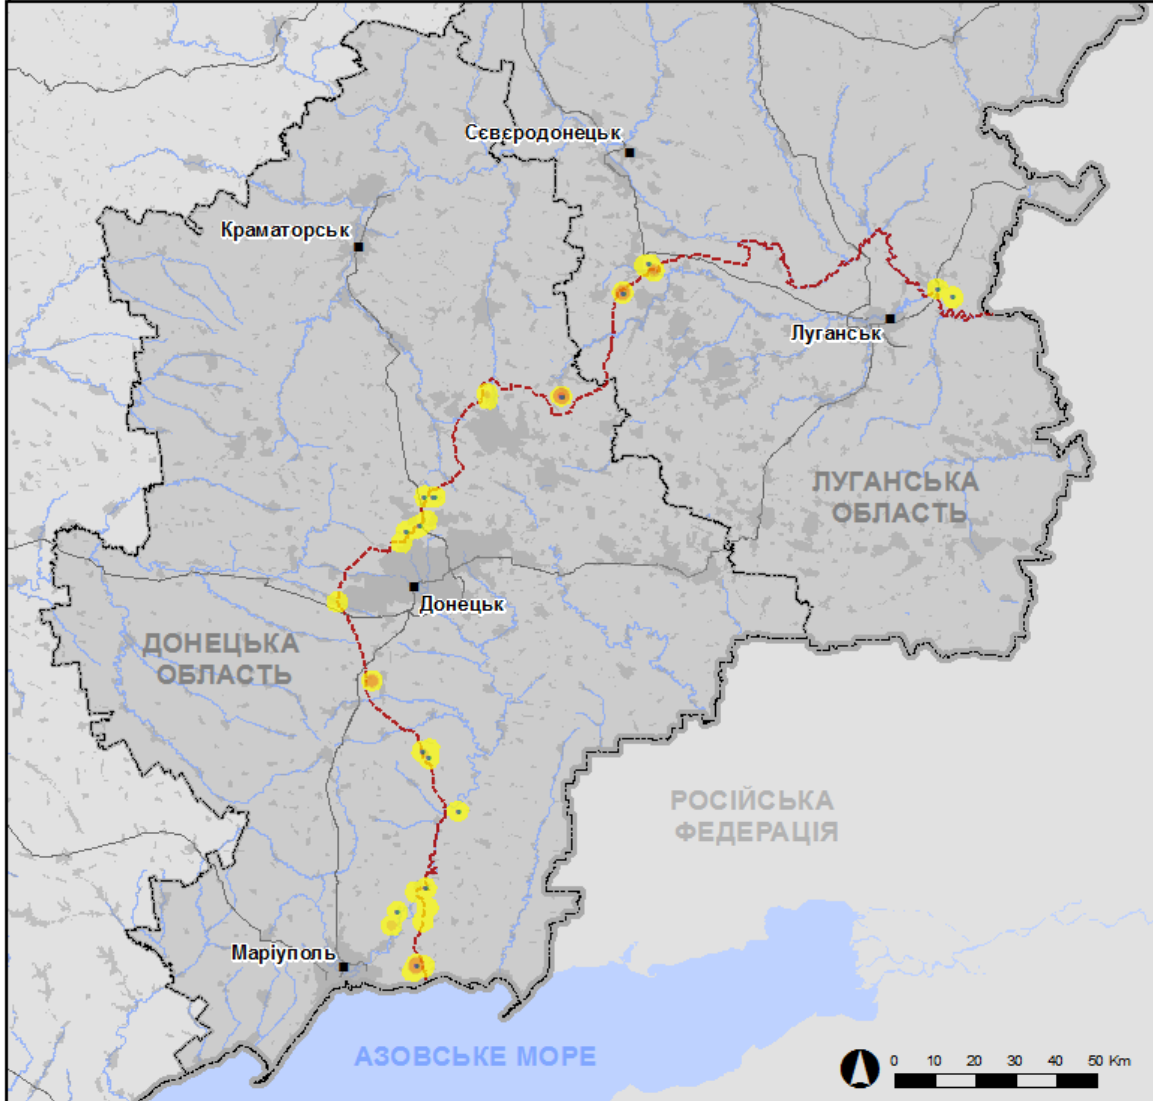 Сєвєродонецьк
Краматорськ
Луганськ
ЛУГАНСЬКА
ОБЛАСТЬ
Донецьк
ДОНЕЦЬКА
ОБЛАСТЬ
РОСІЙСЬКА
ФЕДЕРАЦІЯ
Маріуполь
АЗОВСЬКЕ МОРЕ
0 10 20 30 40 50 Km